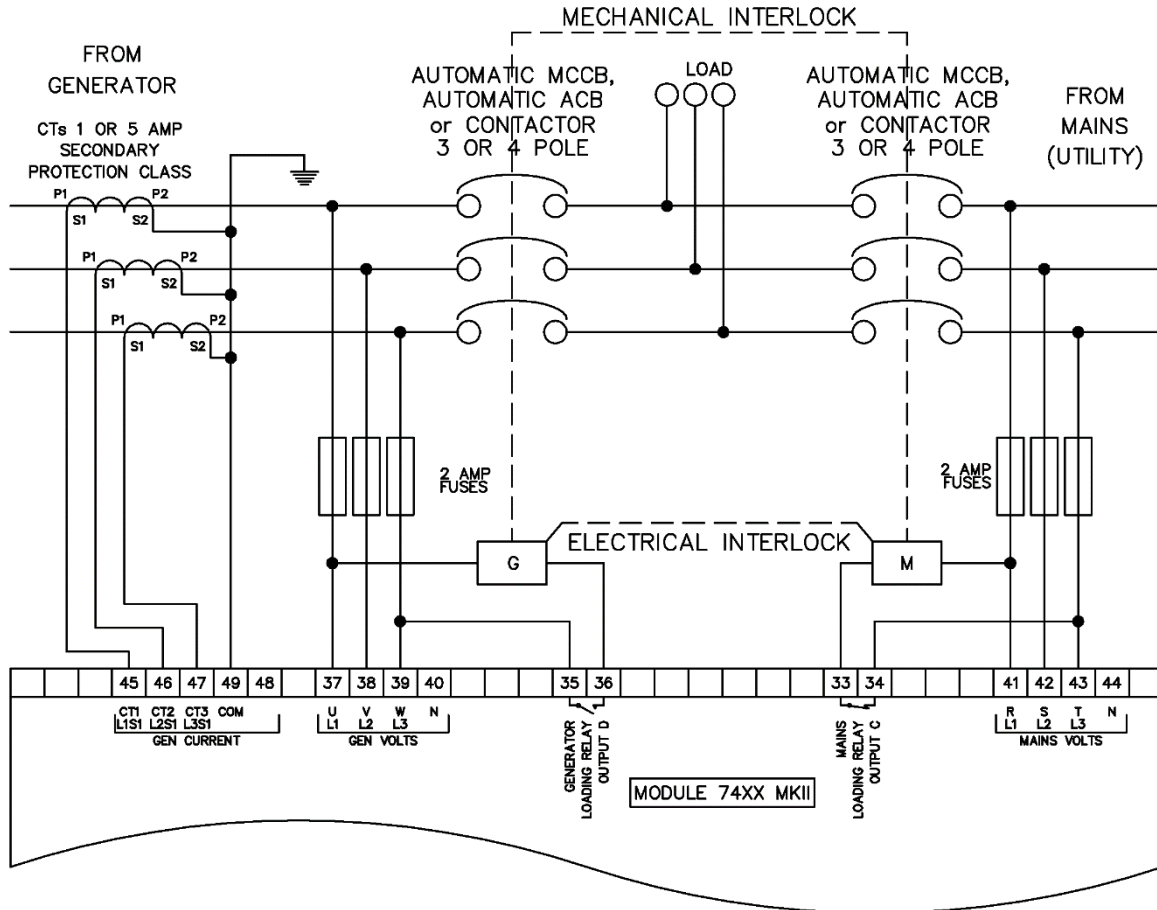 MECHANICAL INTERLOCK
FROM
GENERATOR
CTs 1 OR 5 AMP
SECONDARY
PROTECTION CLASS
AUTOMATIC MCCB,
AUTOMATIC ACB
or CONTACTOR
3 OR 4 POLE
LOAD
AUTOMATIC MCCB,
AUTOMATIC ACB
or CONTACTOR
3 OR 4 POLE
FROM
MAINS
(UTILITY)
P1 P2
S1 S2
P1 P2
S1 S2
P1 P2
S1 S2
2 AMP
FUSES
2 AMP
FUSES
ELECTRICAL INTERLOCK
G
M
45 46 47 49 48 37 38 39 40 35 36 33 34 41 42 43 44
CT1 CT2 CT3 COM
L1S1 L2S1 L3S1
GEN CURRENT
U V W N
L1 L2 L3
GEN VOLTS
GENERATOR
LOADING RELAY
OUTPUT D
MAINS
LOADING RELAY
OUTPUT C
R S T N
L1 L2 L3
MAINS VOLTS
MODULE 74XX MKII